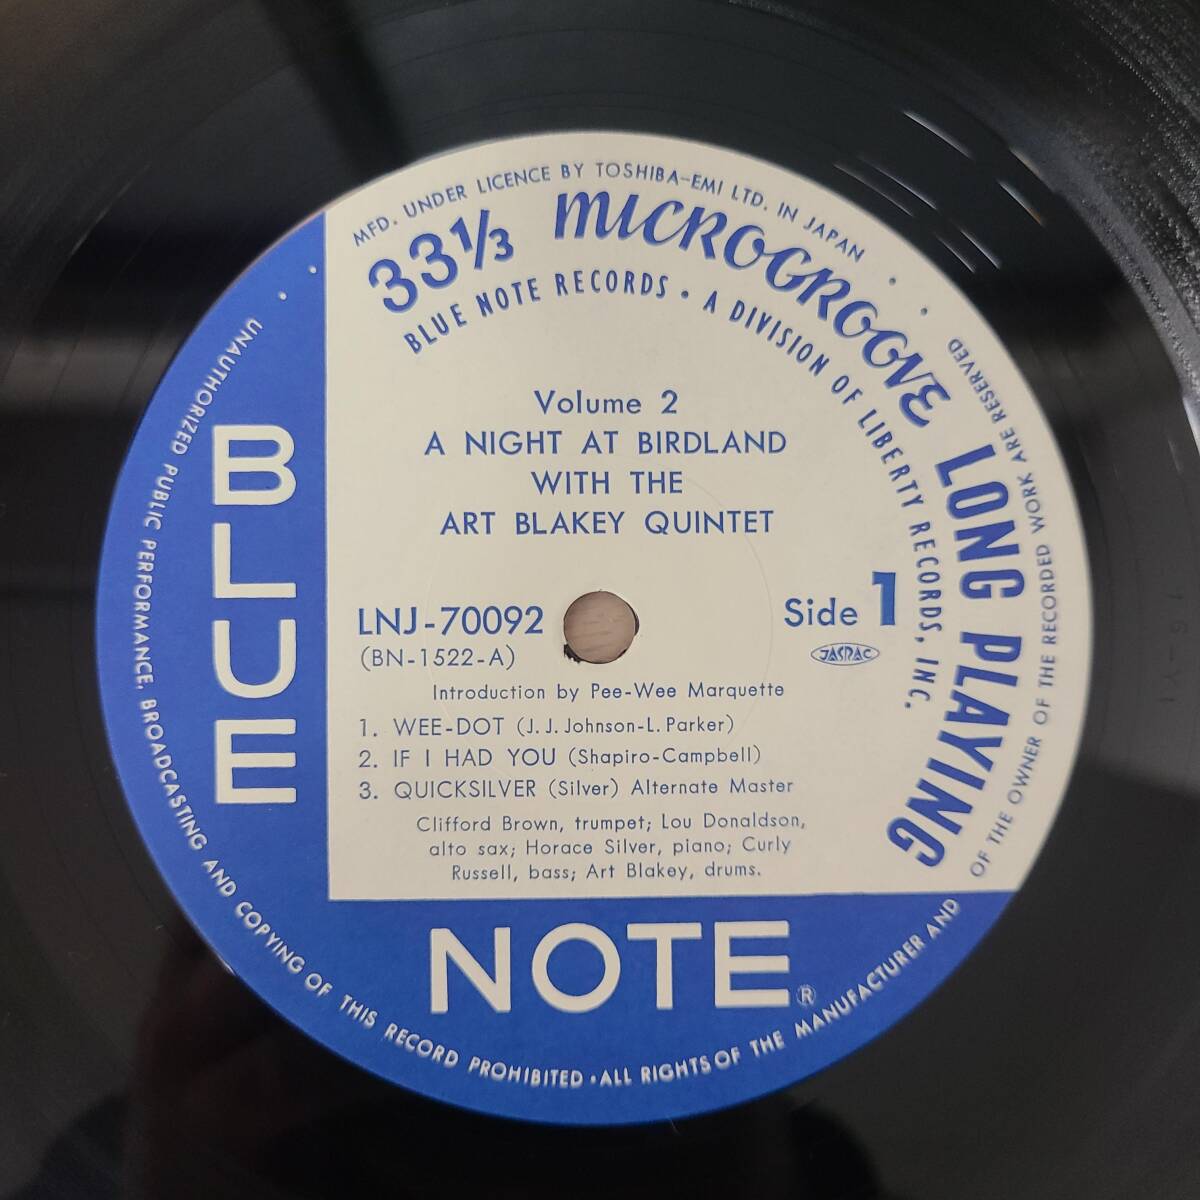 MFD. UNDER LICENCE BY TOSHIBA-EMI LTD. IN JAPAN
33⅓ MICROGROOVE LONG PLAYING
BLUE NOTE RECORDS • A DIVISION OF LIBERTY RECORDS, INC.
Volume 2
A NIGHT AT BIRDLAND
WITH THE
ART BLAKEY QUINTET
LNJ-70092
(BN-1522-A)
Side 1
JASRAC
Introduction by Pee-Wee Marquette
1. WEE-DOT (J. J. Johnson-L. Parker)
2. IF I HAD YOU (Shapiro-Campbell)
3. QUICKSILVER (Silver) Alternate Master
Clifford Brown, trumpet; Lou Donaldson,
alto sax; Horace Silver, piano; Curly
Russell, bass; Art Blakey, drums.
BLUE
NOTE®
UNAUTHORIZED PUBLIC PERFORMANCE, BROADCASTING AND COPYING OF THIS RECORD PROHIBITED • ALL RIGHTS OF THE MANUFACTURER AND OF THE OWNER OF THE RECORDED WORK ARE RESERVED